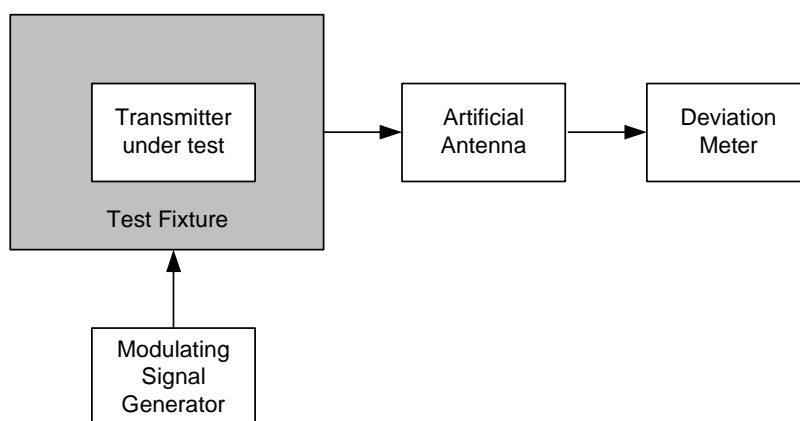 Transmitter
under test
Test Fixture
Artificial
Antenna
Deviation
Meter
Modulating
Signal
Generator